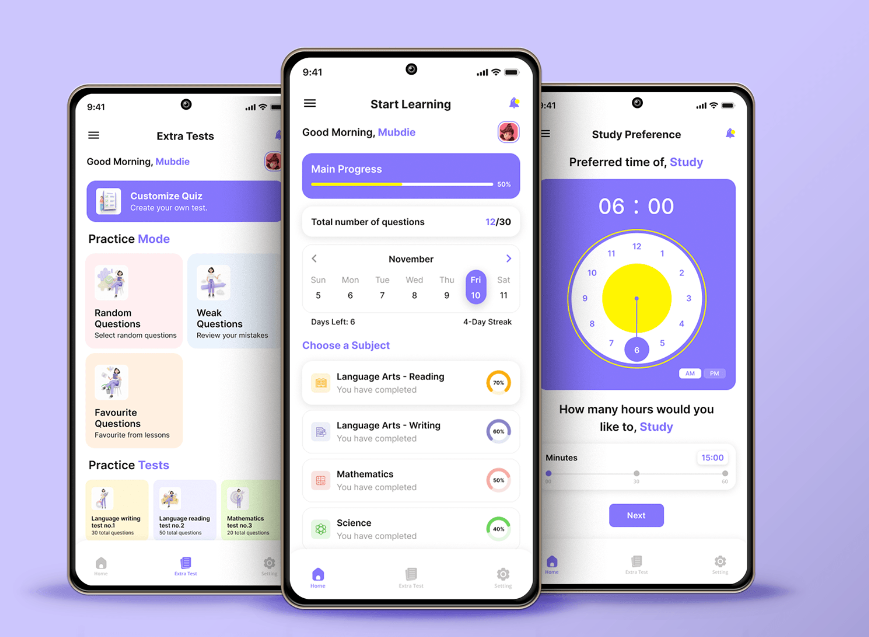 9:41
Extra Tests
Good Morning, Mubdie
Customize Quiz
Create your own test.
Practice Mode
Random
Questions
Select random questions
Weak
Questions
Review your mistakes
Favourite
Questions
Favourite from lessons
Practice Tests
Language writing
test no.1
30 total questions
Language reading
test no.2
50 total questions
Mathematics
test no.3
20 total questions
Home
Extra Test
Setting
9:41
Start Learning
Good Morning, Mubdie
Main Progress
50%
Total number of questions
12/30
November
Sun Mon Tue Wed Thu Fri Sat
5 6 7 8 9 10 11
Days Left: 6
4-Day Streak
Choose a Subject
Language Arts - Reading
You have completed
70%
Language Arts - Writing
You have completed
60%
Mathematics
You have completed
50%
Science
You have completed
40%
Home
Extra Test
Setting
:41
Study Preference
Preferred time of, Study
06 : 00
12
1
2
3
4
5
6
7
8
9
10
11
AM
PM
How many hours would you
like to, Study
Minutes
15:00
00
30
60
Next
Home
Extra Test
Setting